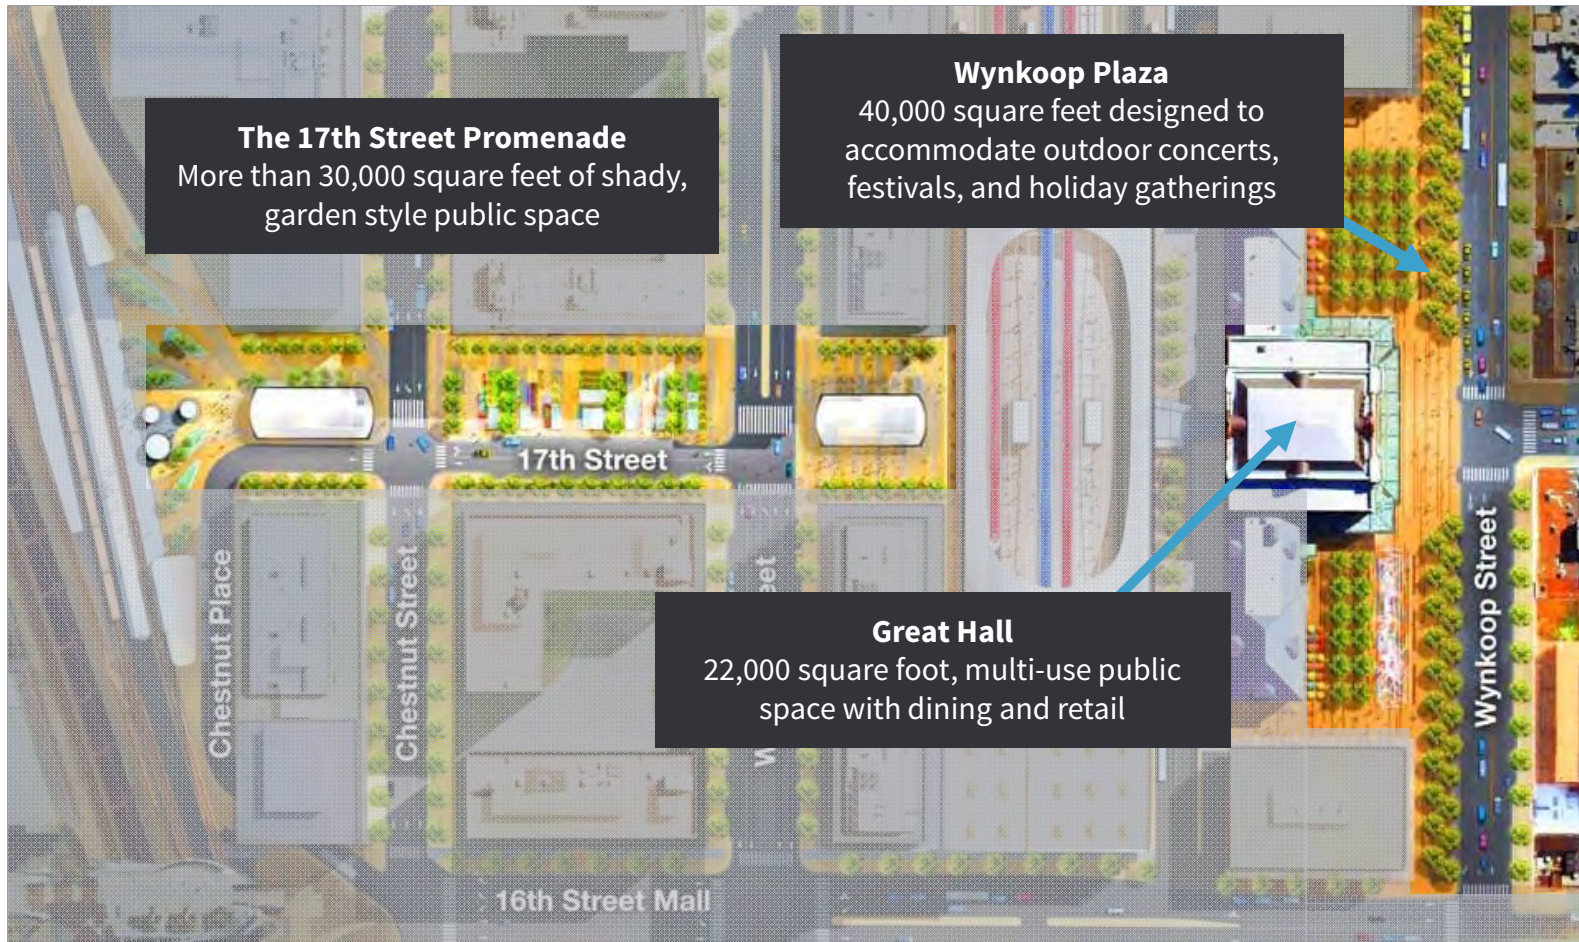 Wynkoop Plaza
40,000 square feet designed to
accommodate outdoor concerts,
festivals, and holiday gatherings
The 17th Street Promenade
More than 30,000 square feet of shady,
garden style public space
17th Street
Chestnut Place
Chestnut Street
Street
Wynkoop Street
Great Hall
22,000 square foot, multi-use public
space with dining and retail
16th Street Mall